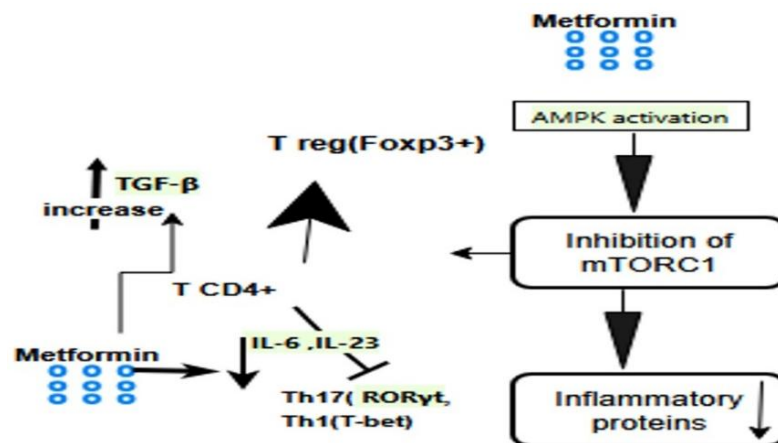 Metformin
AMPK activation
T reg(Foxp3+)
TGF-β
increase
Inhibition of
mTORC1
T CD4+
IL-6 ,IL-23
Metformin
Th17( RORγt,
Th1(T-bet)
Inflammatory
proteins